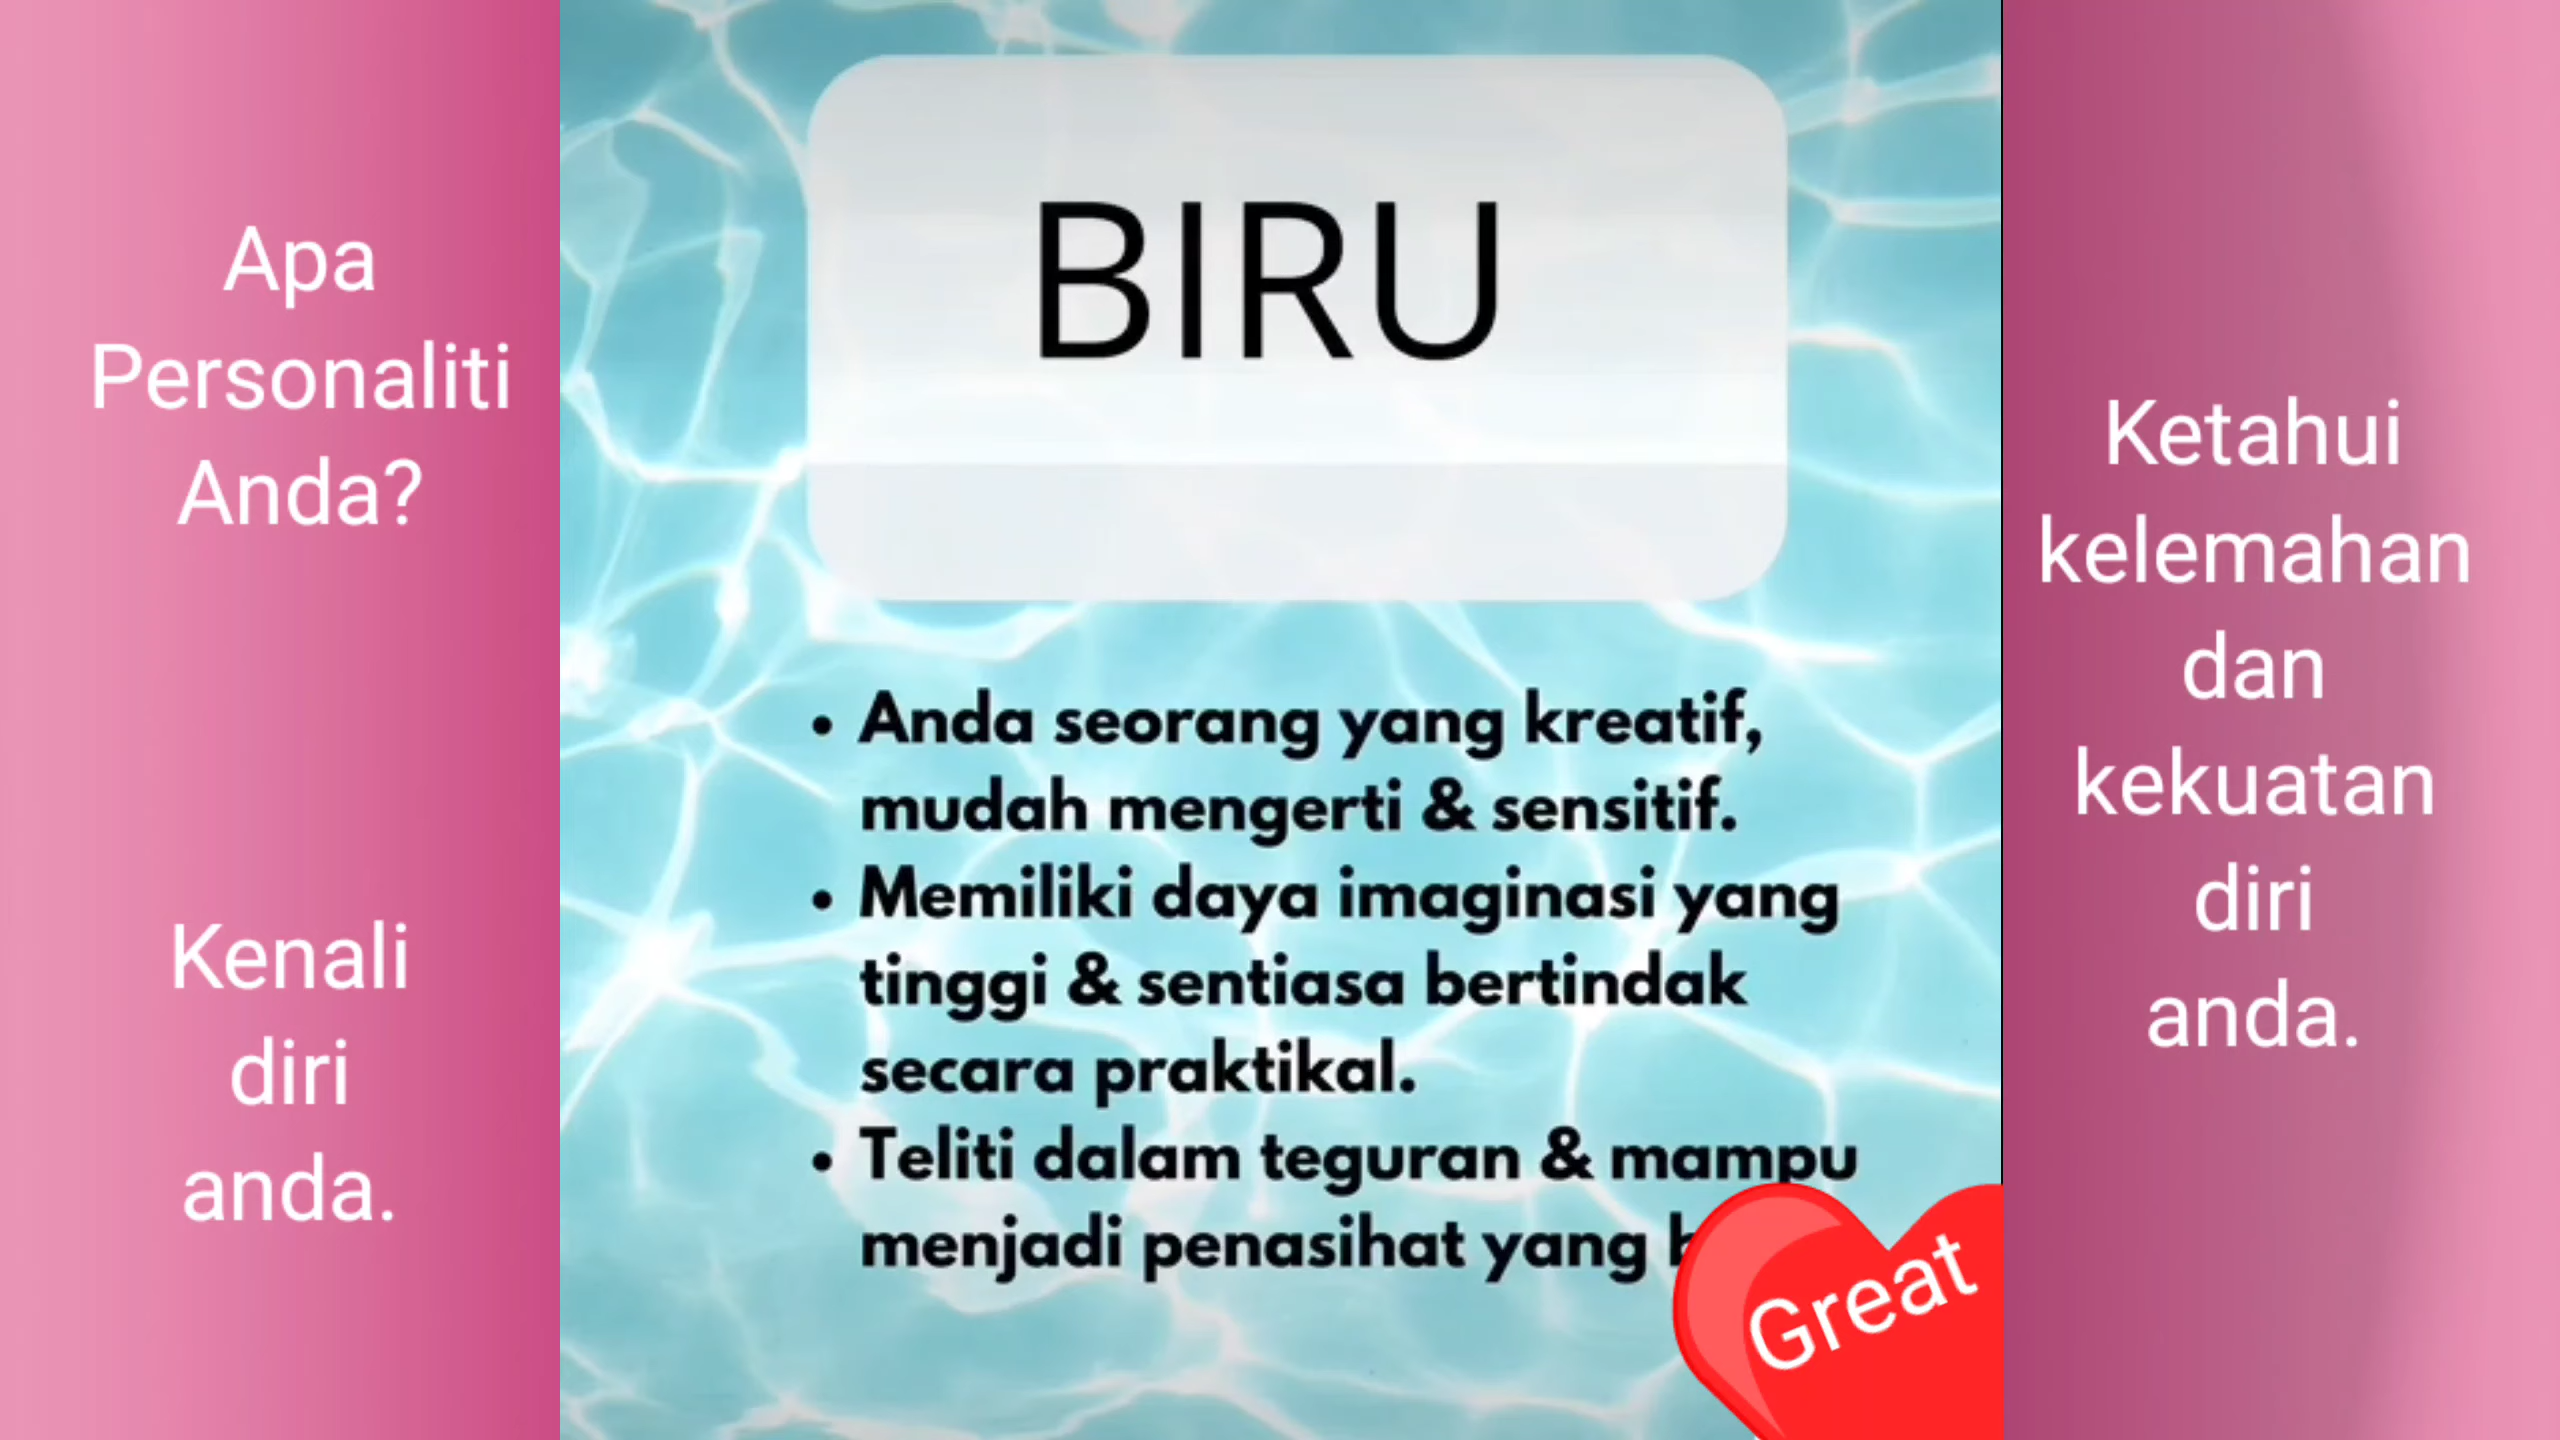 Apa
Personaliti
Anda?
Kenali
diri
anda.
BIRU
• Anda seorang yang kreatif,
mudah mengerti & sensitif.
• Memiliki daya imaginasi yang
tinggi & sentiasa bertindak
secara praktikal.
• Teliti dalam teguran & mampu
menjadi penasihat yang
Great
Ketahui
kelemahan
dan
kekuatan
diri
anda.